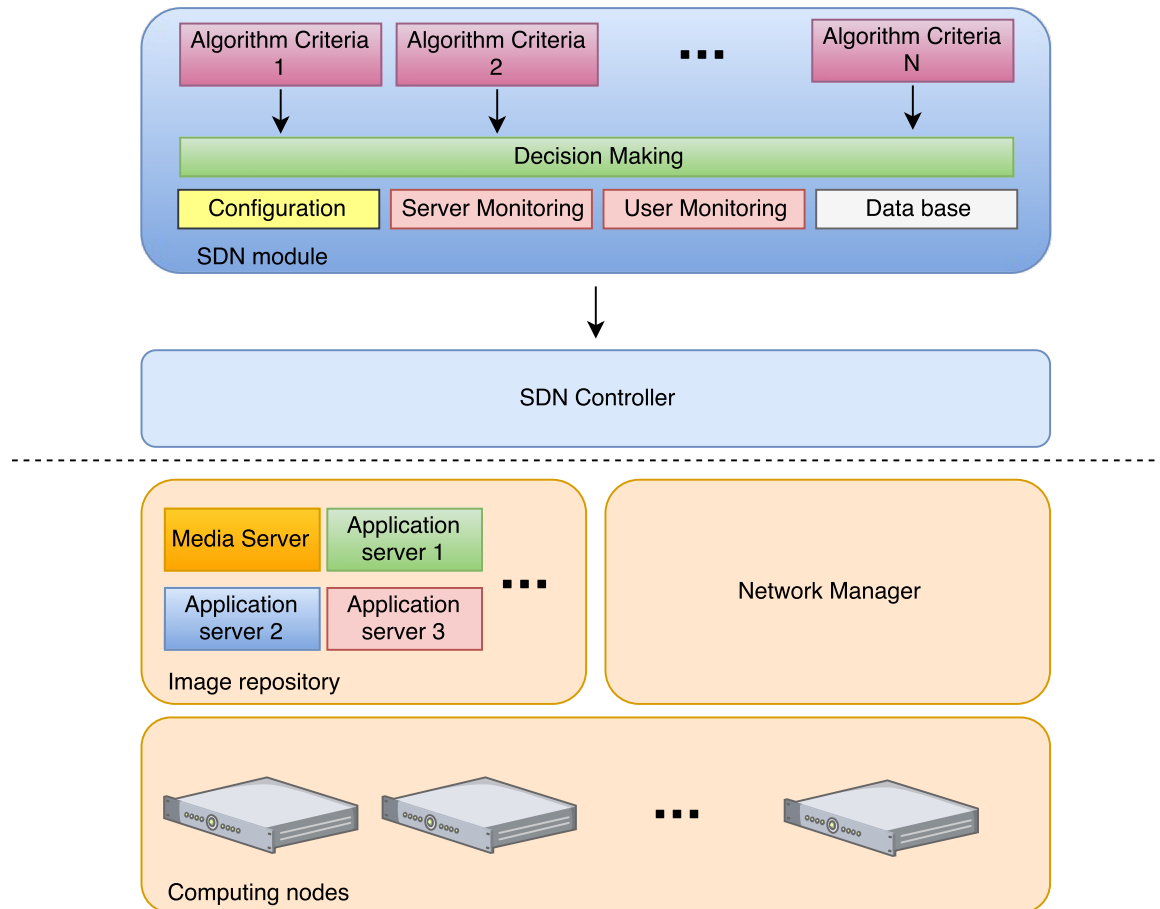 Algorithm Criteria
1
Algorithm Criteria
2
Algorithm Criteria
N
Decision Making
Configuration
Server Monitoring
User Monitoring
Data base
SDN module
SDN Controller
Media Server
Application
server 1
Application
server 2
Application
server 3
Image repository
Network Manager
Computing nodes